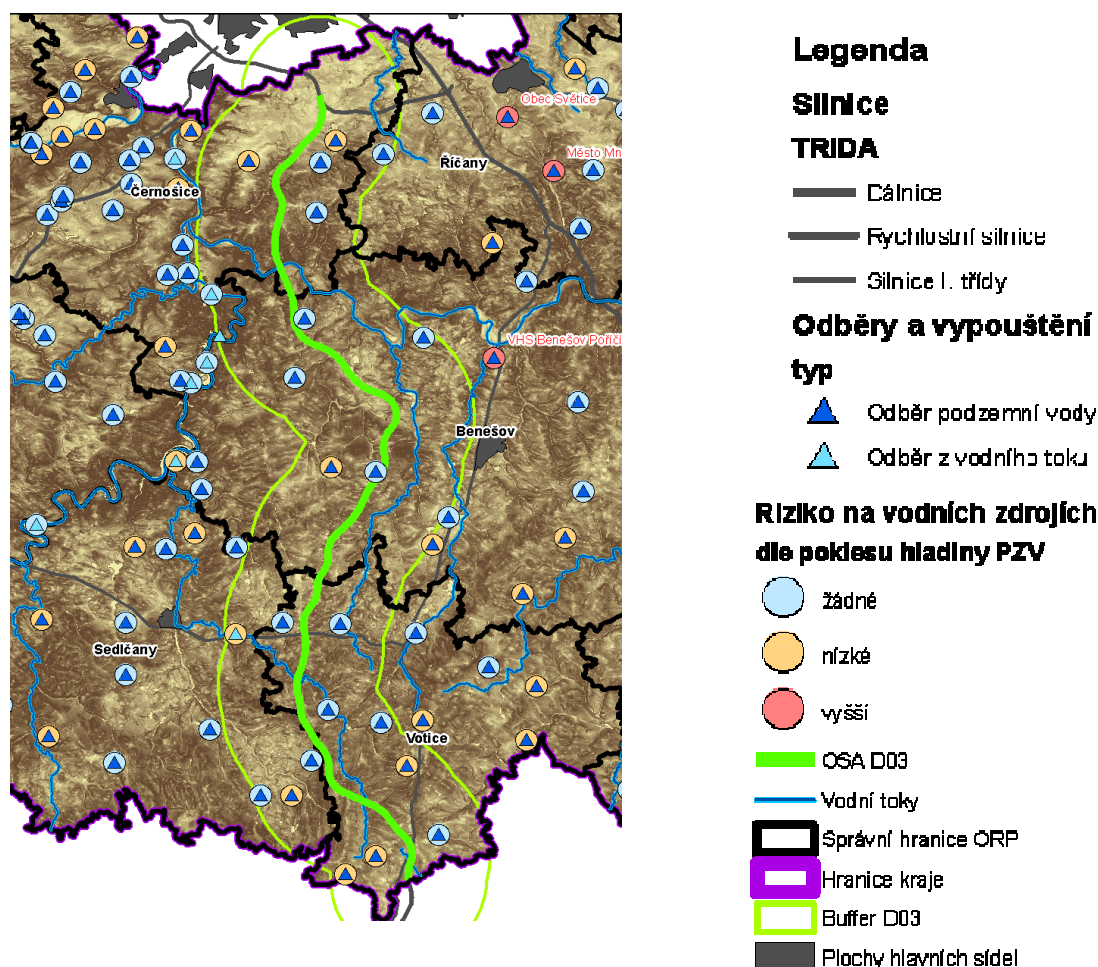 Obec Světice
Říčany
Město Mn
Černošice
VHS Benešov Poříčí
Benešov
Sedlčany
Votice
Legenda
Silnice
TRIDA
Dálnice
Rychlostní silnice
Silnice I. třídy
Odběry a vypouštění
typ
Odběr podzemní vody
Odběr z vodního toku
Riziko na vodních zdrojích
dle poklesu hladiny PZV
žádné
nízké
vyšší
OSA D03
Vodní toky
Správní hranice ORP
Hranice kraje
Buffer D03
Plochy hlavních sídel